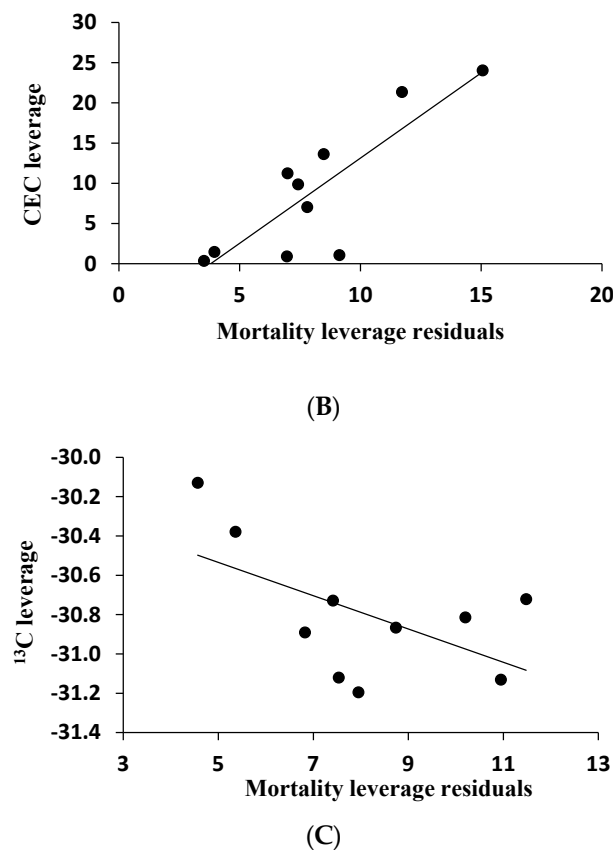 30
25
20
15
10
5
0
CEC leverage
0 5 10 15 20
Mortality leverage residuals
(B)
-30.0
-30.2
-30.4
-30.6
-30.8
-31.0
-31.2
-31.4
¹³C leverage
3 5 7 9 11 13
Mortality leverage residuals
(C)